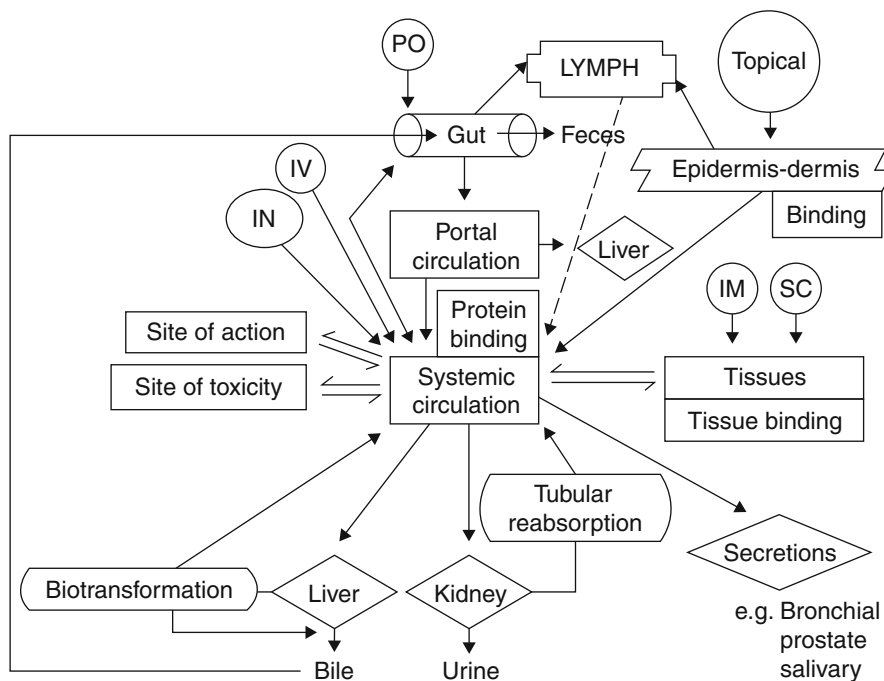 PO
LYMPH
Topical
Gut
Feces
IV
Epidermis-dermis
IN
Binding
Portal
circulation
Liver
IM
SC
Protein
binding
Site of action
Systemic
circulation
Tissues
Site of toxicity
Tissue binding
Tubular
reabsorption
Secretions
Biotransformation
Liver
Kidney
e.g. Bronchial
prostate
salivary
Bile
Urine